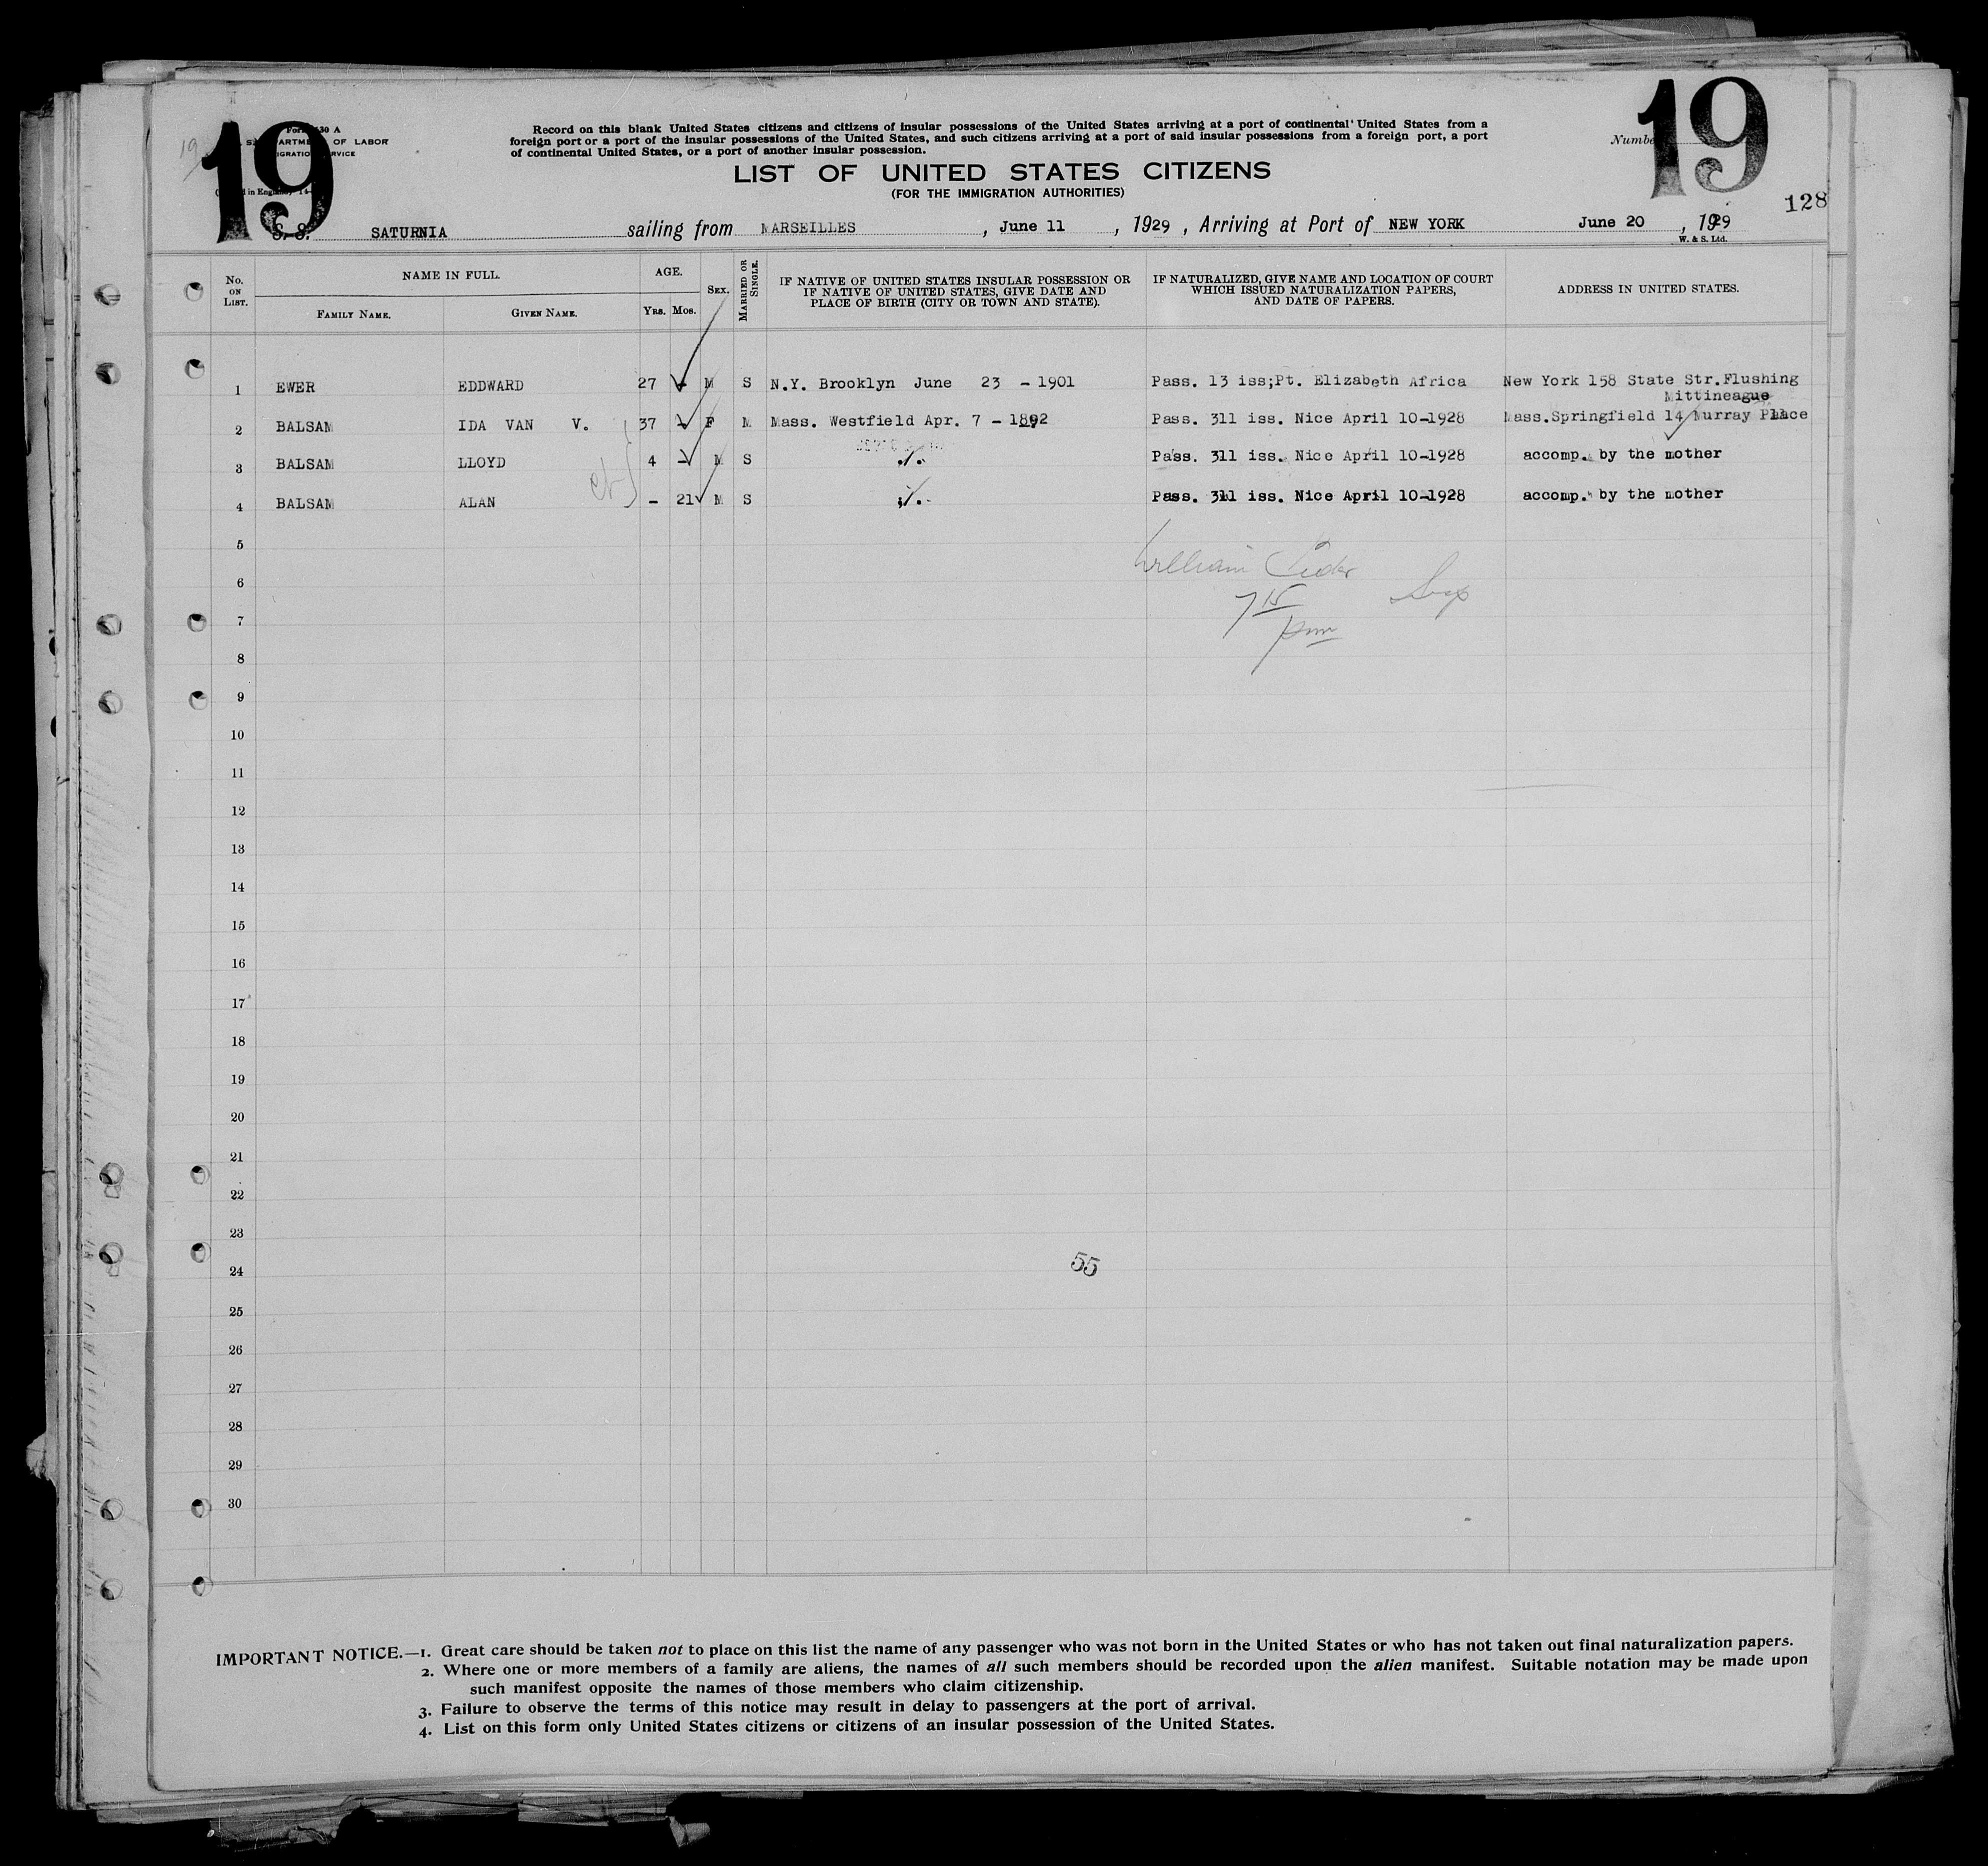 19
19
Form 630 A
OF LABOR
Number
Record on this blank United States citizens and citizens of insular possessions of the United States arriving at a port of continental United States from a
foreign port or a port of the insular possessions of the United States, and such citizens arriving at a port of said insular possessions from a foreign port, a port
of continental United States, or a port of another insular possession.
LIST OF UNITED STATES CITIZENS
(FOR THE IMMIGRATION AUTHORITIES)
128
S. S. SATURNIA sailing from MARSEILLES , June 11 , 1929 , Arriving at Port of NEW YORK June 20 , 1929
W. & S. Ltd.
No. ON LIST. NAME IN FULL. AGE. SEX. MARRIED OR SINGLE. IF NATIVE OF UNITED STATES INSULAR POSSESSION OR IF NATIVE OF UNITED STATES, GIVE DATE AND PLACE OF BIRTH (CITY OR TOWN AND STATE). IF NATURALIZED, GIVE NAME AND LOCATION OF COURT WHICH ISSUED NATURALIZATION PAPERS, AND DATE OF PAPERS. ADDRESS IN UNITED STATES.
FAMILY NAME. GIVEN NAME. YRS. MOS.
1 EWER EDDWARD 27 - M S N.Y. Brooklyn June 23 - 1901 Pass. 13 iss;Pt. Elizabeth Africa New York 158 State Str.Flushing
Mittineague
2 BALSAM IDA VAN V. 37 - F M Mass. Westfield Apr. 7 - 1892 Pass. 311 iss. Nice April 10-1928 Mass.Springfield 14 Murray Place
3 BALSAM LLOYD 4 - M S ./. Pass. 311 iss. Nice April 10-1928 accomp. by the mother
4 BALSAM ALAN - 21 M S ./. Pass. 311 iss. Nice April 10-1928 accomp. by the mother
5
William
6
7 15
7
pm
8
9
10
11
12
13
14
15
16
17
18
19
20
21
22
23
55
24
25
26
27
28
29
30
IMPORTANT NOTICE.—1. Great care should be taken not to place on this list the name of any passenger who was not born in the United States or who has not taken out final naturalization papers.
2. Where one or more members of a family are aliens, the names of all such members should be recorded upon the alien manifest. Suitable notation may be made upon
such manifest opposite the names of those members who claim citizenship.
3. Failure to observe the terms of this notice may result in delay to passengers at the port of arrival.
4. List on this form only United States citizens or citizens of an insular possession of the United States.